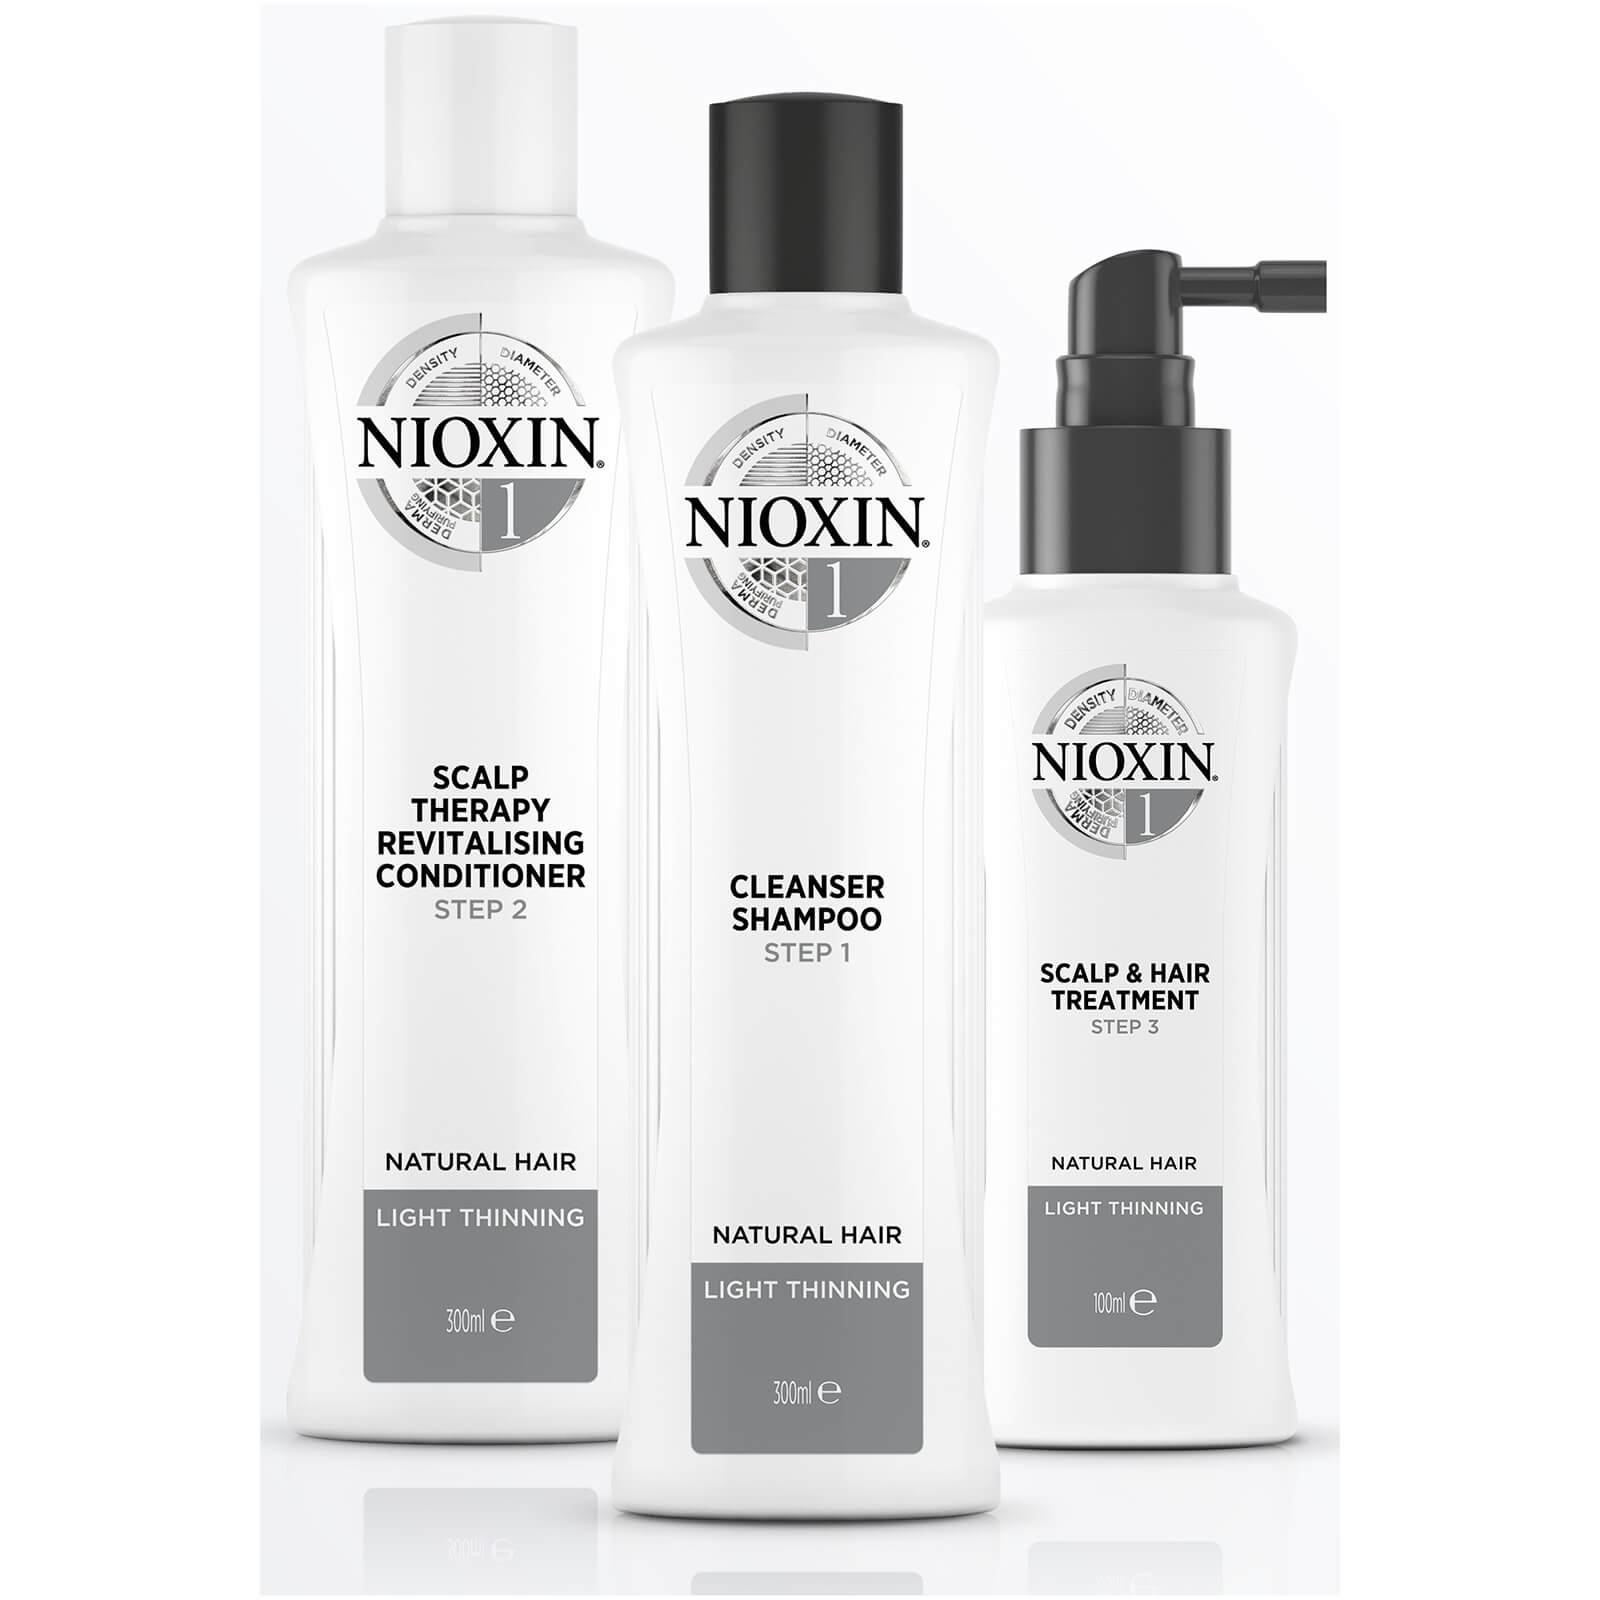 DENSITY
DIAMETER
NIOXIN®
DERMA
PURIFYING
1
SCALP
THERAPY
REVITALISING
CONDITIONER
STEP 2
NATURAL HAIR
LIGHT THINNING
300ml e
DENSITY
DIAMETER
NIOXIN®
DERMA
PURIFYING
1
CLEANSER
SHAMPOO
STEP 1
NATURAL HAIR
LIGHT THINNING
300ml e
DENSITY
DIAMETER
NIOXIN®
DERMA
PURIFYING
1
SCALP & HAIR
TREATMENT
STEP 3
NATURAL HAIR
LIGHT THINNING
100ml e